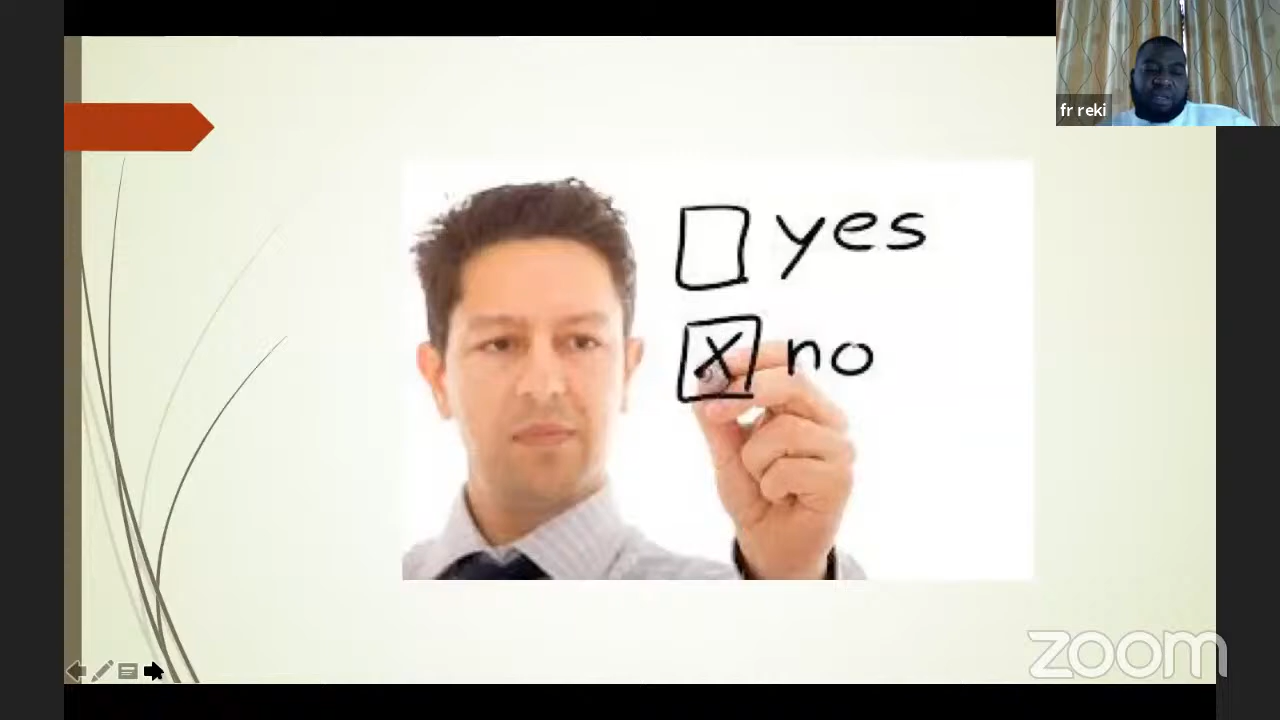 fr reki
yes
x no
zoom